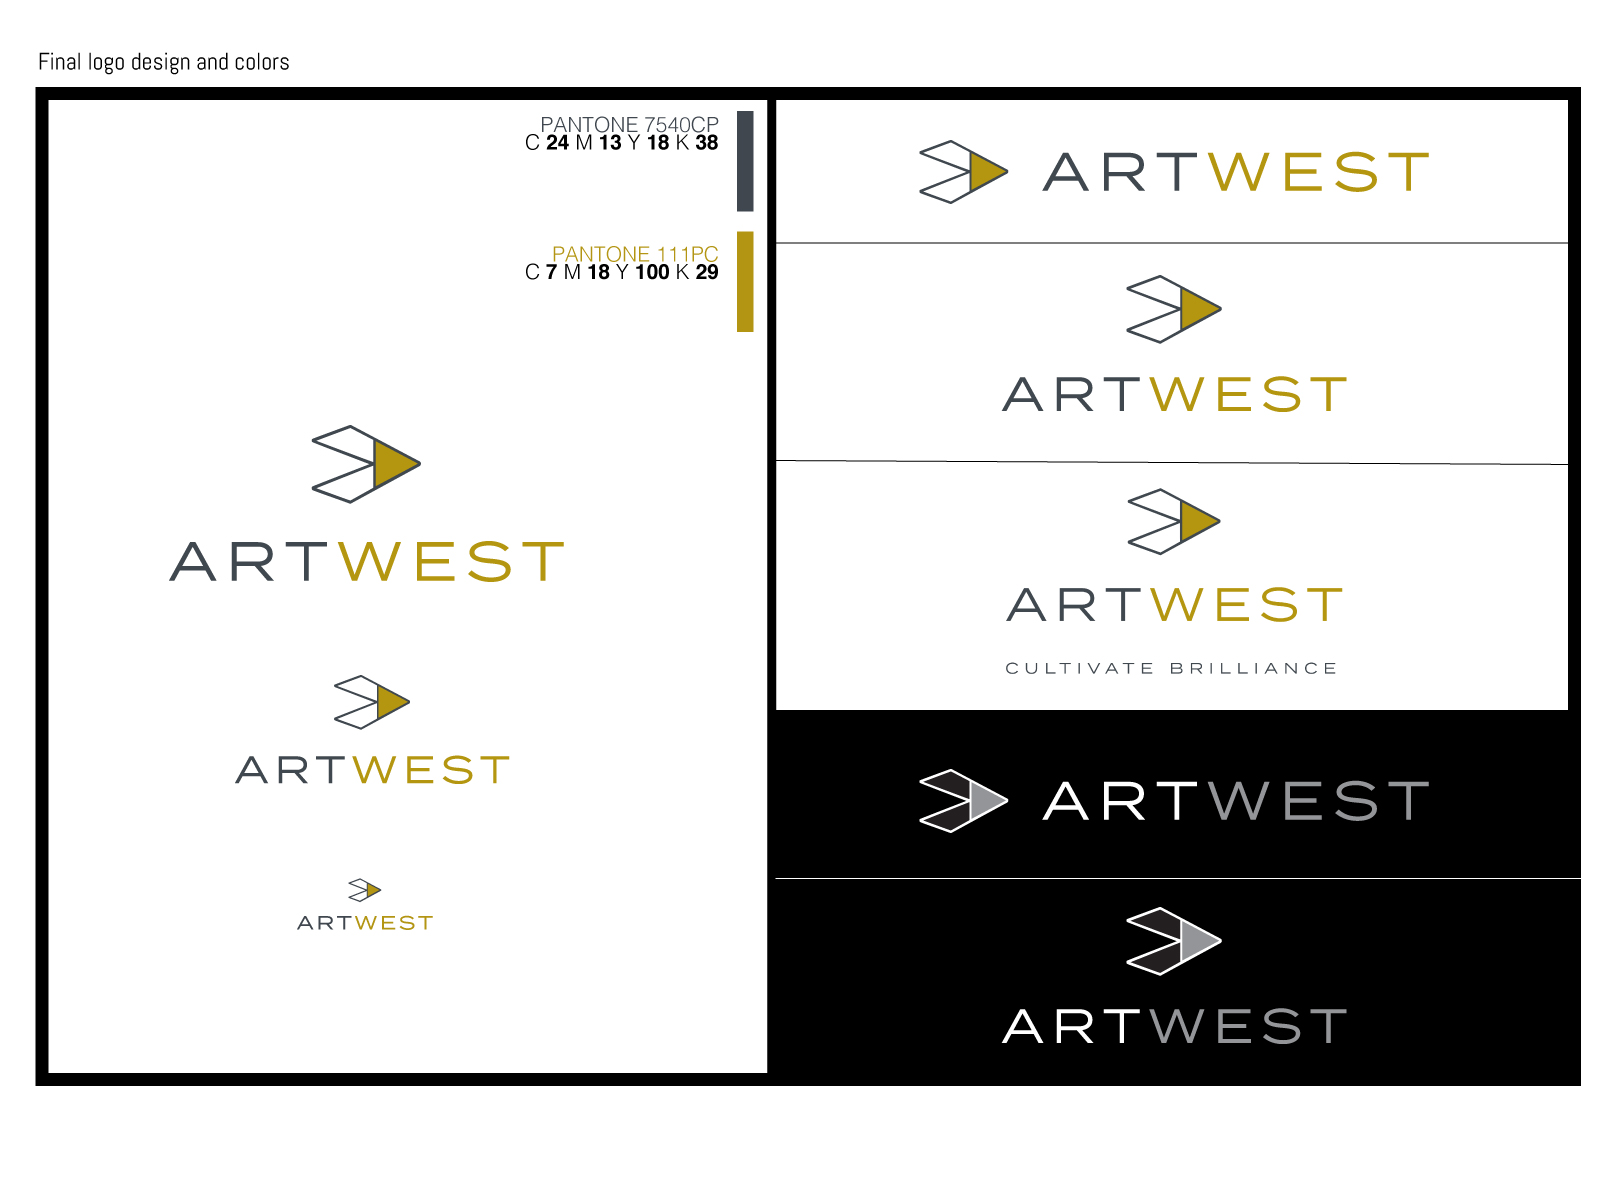 Final logo design and colors
PANTONE 7540CP
C 24 M 13 Y 18 K 38
PANTONE 111PC
C 7 M 18 Y 100 K 29
ARTWEST
ARTWEST
ARTWEST
ARTWEST
ARTWEST
ARTWEST
CULTIVATE BRILLIANCE
ARTWEST
ARTWEST